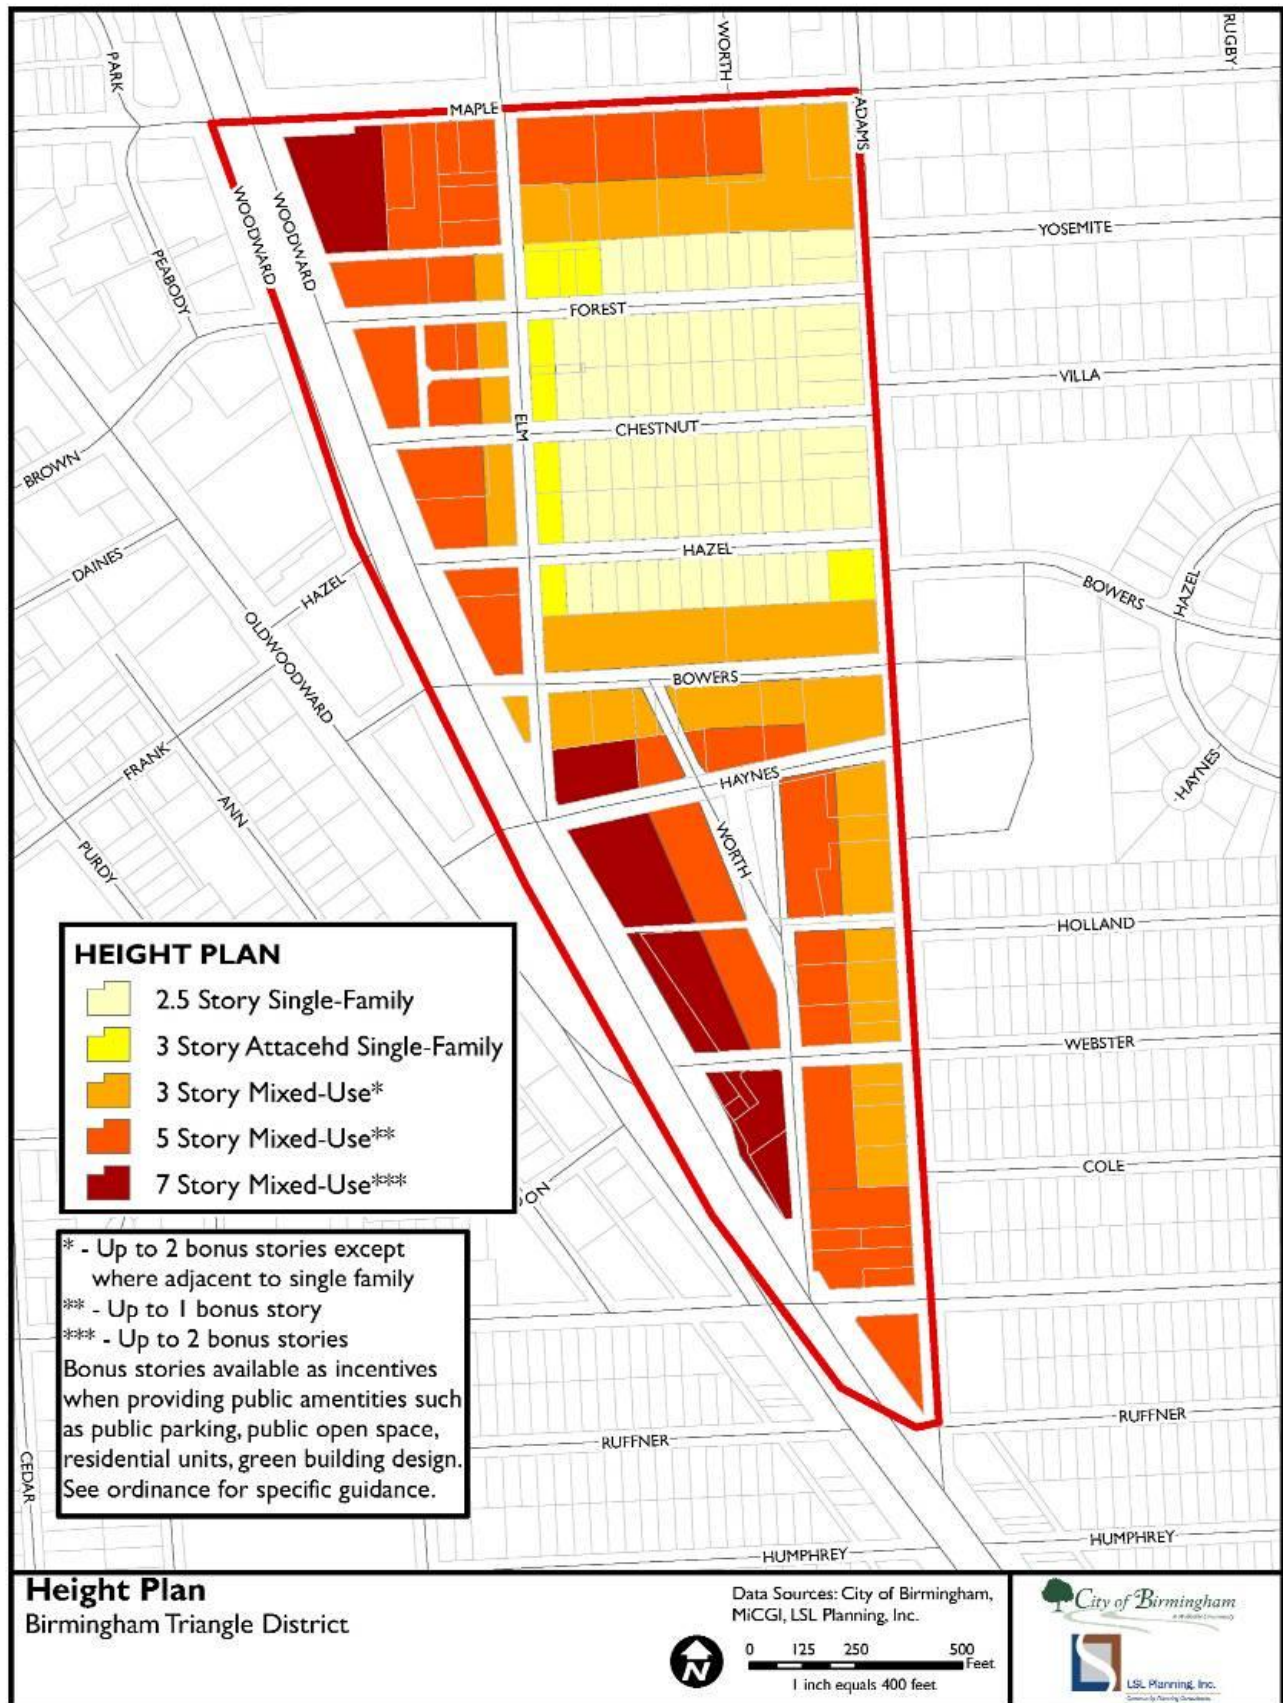 PARK
WORTH
RUGBY
MAPLE
ADAMS
WOODWARD
WOODWARD
PEABODY
YOSEMITE
FOREST
VILLA
ELM
CHESTNUT
BROWN
HAZEL
DAINES
HAZEL
OLDWOODWARD
BOWERS
HAZEL
BOWERS
FRANK
ANN
HAYNES
HAYNES
PURDY
WORTH
HOLLAND
HEIGHT PLAN
2.5 Story Single-Family
3 Story Attacehd Single-Family
3 Story Mixed-Use*
5 Story Mixed-Use**
7 Story Mixed-Use***
WEBSTER
COLE
DON
* - Up to 2 bonus stories except
where adjacent to single family
** - Up to 1 bonus story
*** - Up to 2 bonus stories
Bonus stories available as incentives
when providing public amentities such
as public parking, public open space,
residential units, green building design.
See ordinance for specific guidance.
CEDAR
RUFFNER
RUFFNER
HUMPHREY
HUMPHREY
Height Plan
Birmingham Triangle District
Data Sources: City of Birmingham,
MiCGI, LSL Planning, Inc.
N
0 125 250 500
Feet
1 inch equals 400 feet
City of Birmingham
A Walkable Community
LSL Planning, Inc.
Community Planning Consultants